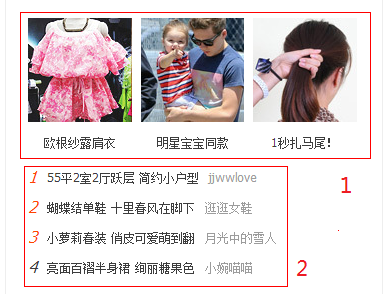 欧根纱露肩衣 明星宝宝同款 1秒扎马尾!
1 55平2室2厅跃层 简约小户型 jjwwlove
1
2 蝴蝶结单鞋 十里春风在脚下 逛逛女鞋
3 小萝莉春装 俏皮可爱萌到翻 月光中的雪人
4 亮面百褶半身裙 绚丽糖果色 小婉喵喵
2